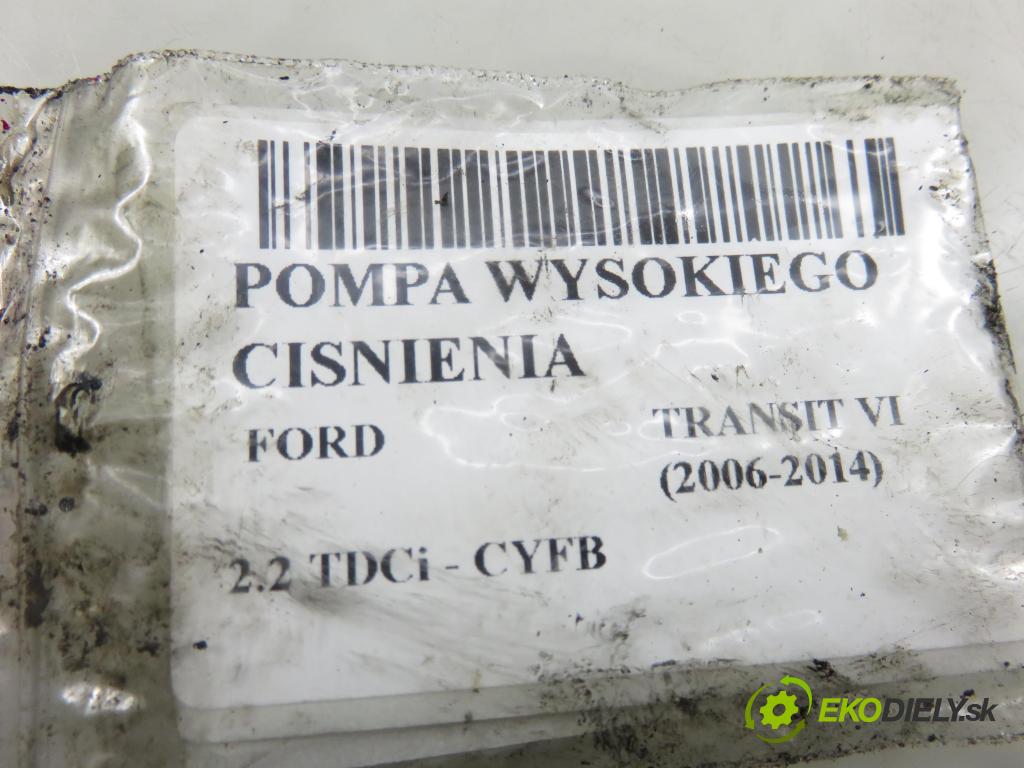 POMPA WYSOKIEGO
CISNIENIA
FORD TRANSIT VI
(2006-2014)
2.2 TDCi - CYFB
EKODIELY.sk